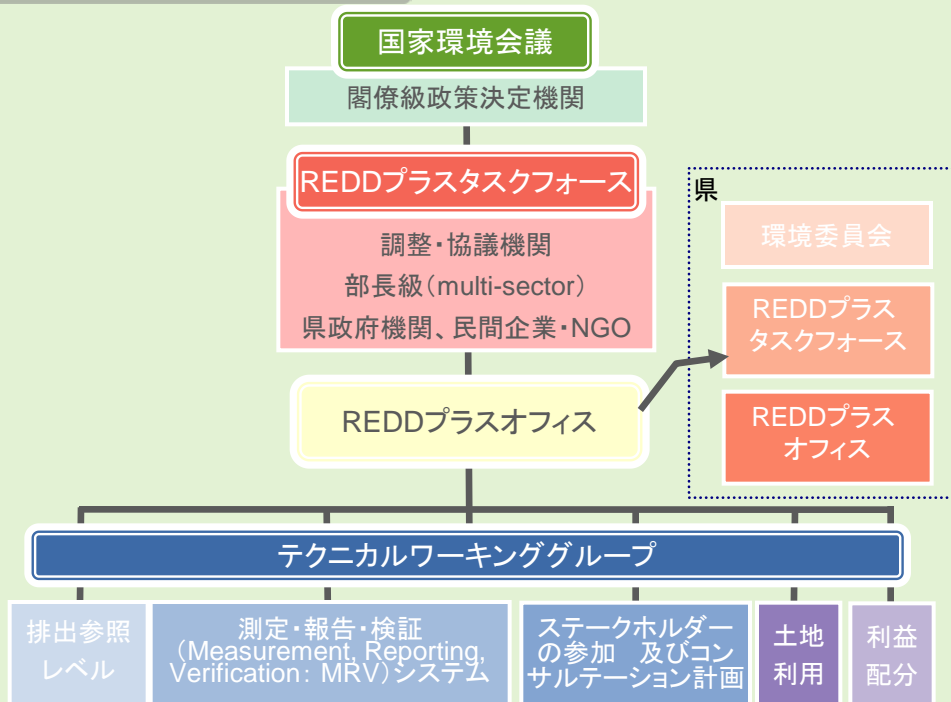 国家環境会議
閣僚級政策決定機関
REDDプラスタスクフォース
調整・協議機関
部長級（multi-sector）
県政府機関、民間企業・NGO
REDDプラスオフィス
県
環境委員会
REDDプラス
タスクフォース
REDDプラス
オフィス
テクニカルワーキンググループ
排出参照
レベル
測定・報告・検証
（Measurement, Reporting,
Verification： MRV）システム
ステークホルダー
の参加　及びコン
サルテーション計画
土地
利用
利益
配分